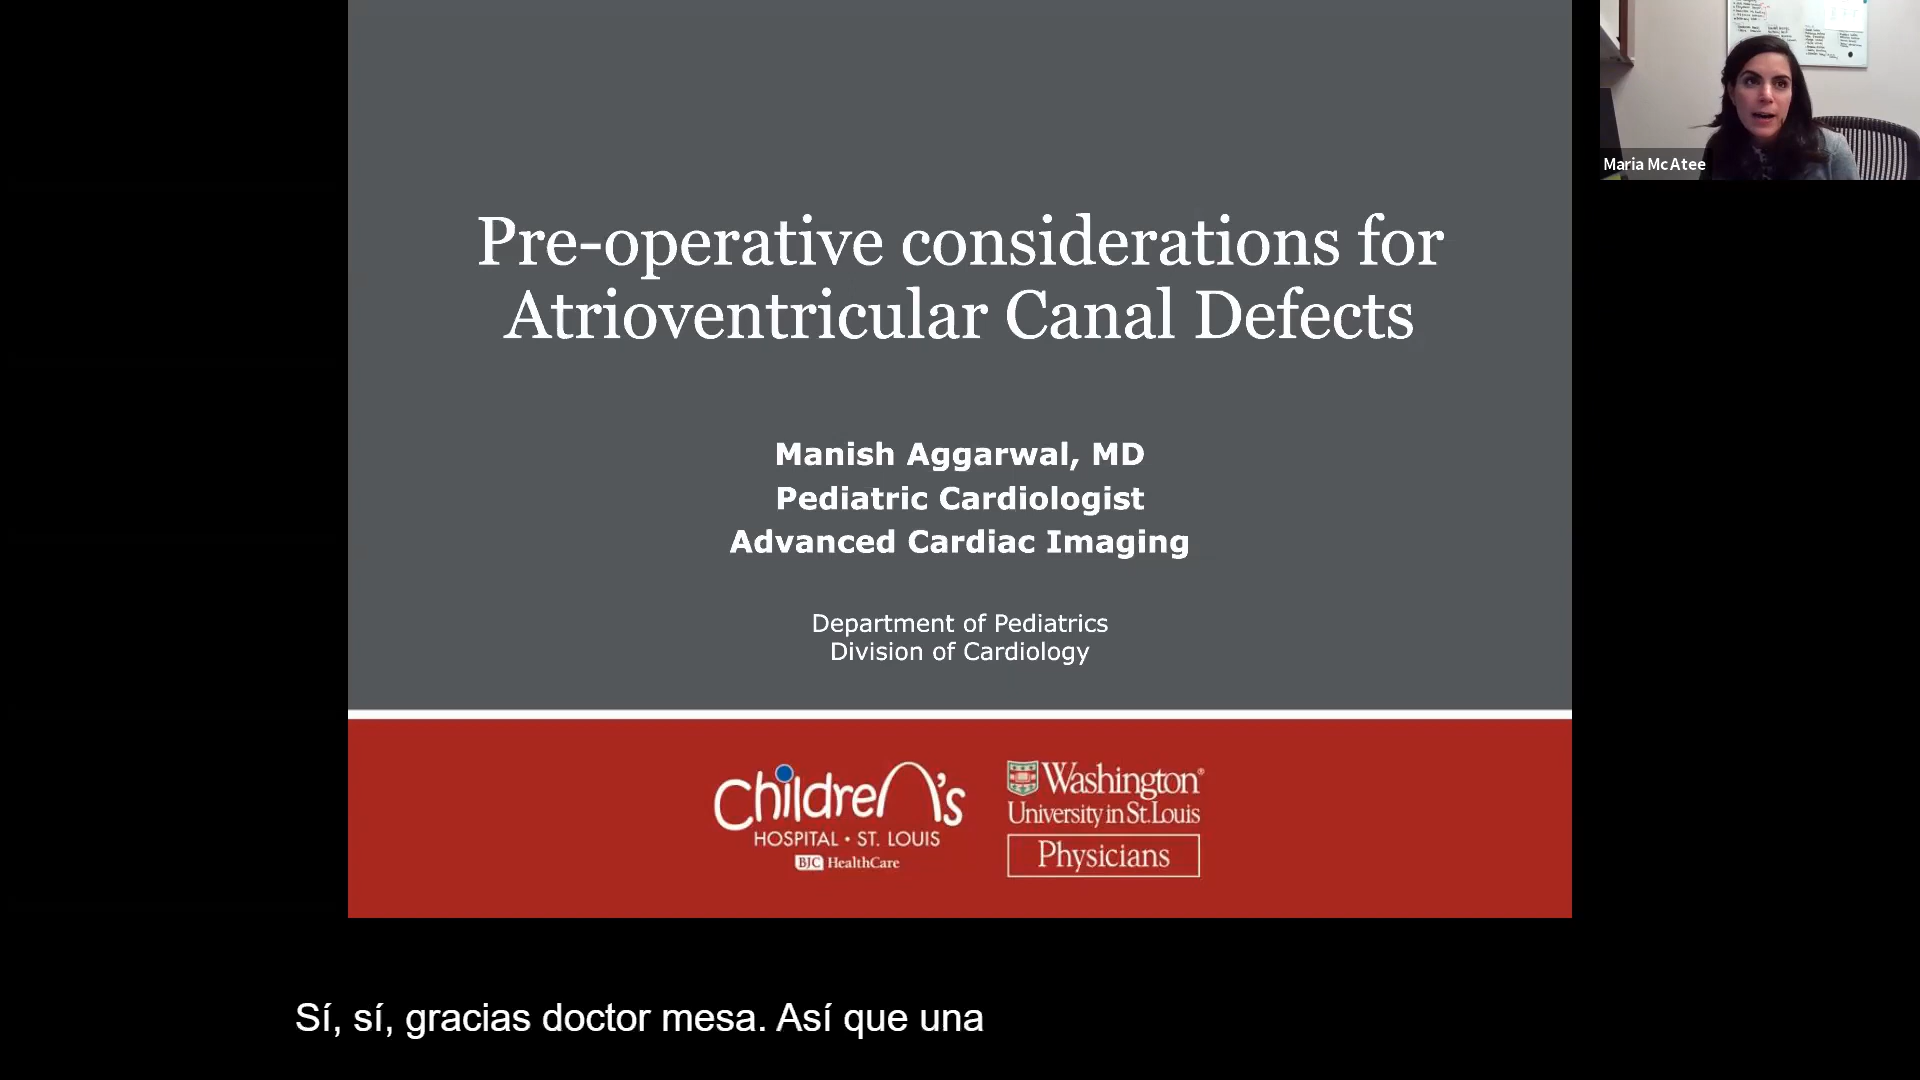 Pre-operative considerations for
Atrioventricular Canal Defects
Manish Aggarwal, MD
Pediatric Cardiologist
Advanced Cardiac Imaging
Department of Pediatrics
Division of Cardiology
Children's
HOSPITAL • ST. LOUIS
BJC HealthCare
Washington®
University in St. Louis
Physicians
Maria McAtee
Sí, sí, gracias doctor mesa. Así que una